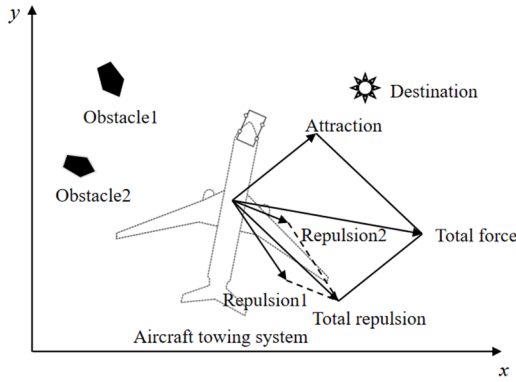 y
Destination
Obstacle1
Attraction
Obstacle2
Repulsion2
Total force
Repulsion1
Total repulsion
Aircraft towing system
x